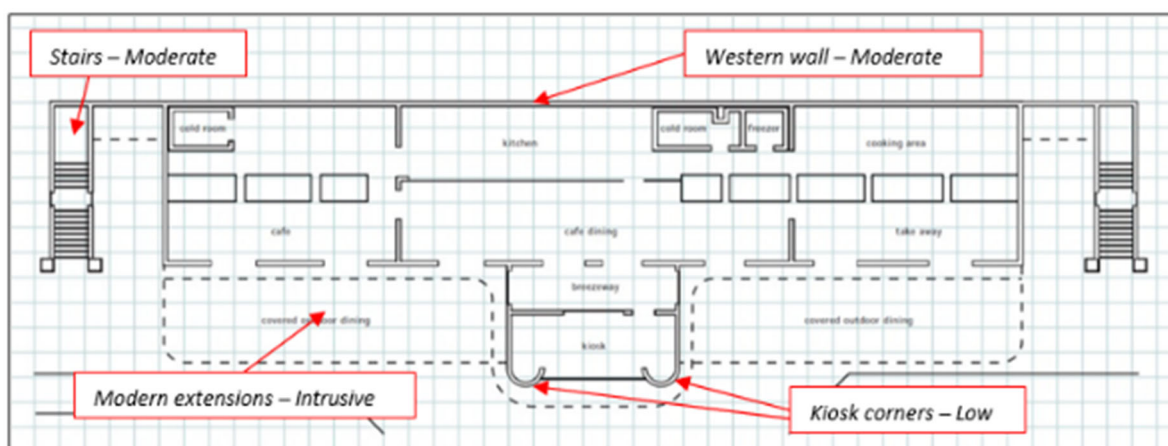 Stairs – Moderate
Western wall – Moderate
cold room
kitchen
cold room
freezer
cooking area
cafe
cafe dining
take away
breezeway
covered outdoor dining
covered outdoor dining
kiosk
Modern extensions – Intrusive
Kiosk corners – Low